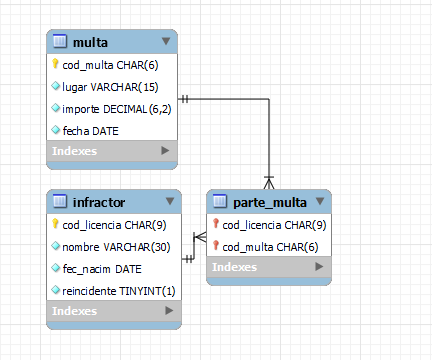 multa
cod_multa CHAR(6)
lugar VARCHAR(15)
importe DECIMAL(6,2)
fecha DATE
Indexes
infractor
cod_licencia CHAR(9)
nombre VARCHAR(30)
fec_nacim DATE
reincidente TINYINT(1)
Indexes
parte_multa
cod_licencia CHAR(9)
cod_multa CHAR(6)
Indexes